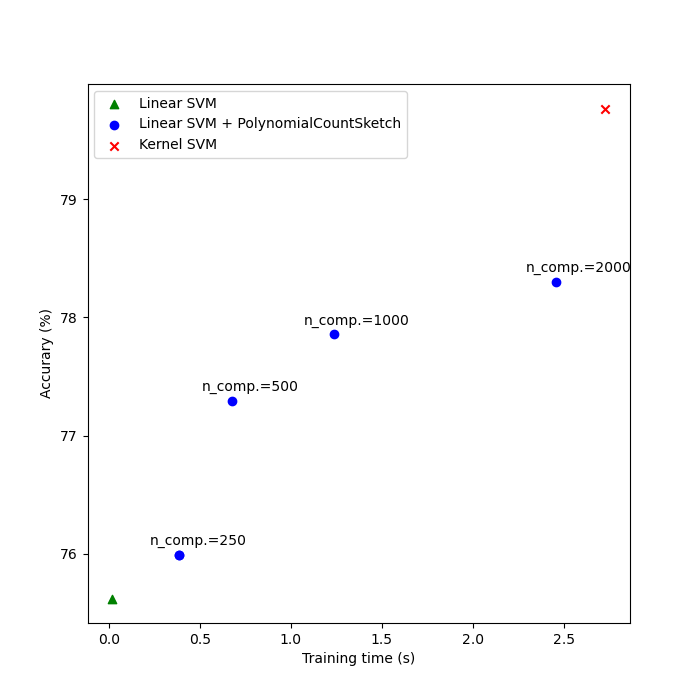 Linear SVM
Linear SVM + PolynomialCountSketch
Kernel SVM
79
n_comp.=2000
78
n_comp.=1000
Accurary (%)
n_comp.=500
77
n_comp.=250
76
0.0 0.5 1.0 1.5 2.0 2.5
Training time (s)